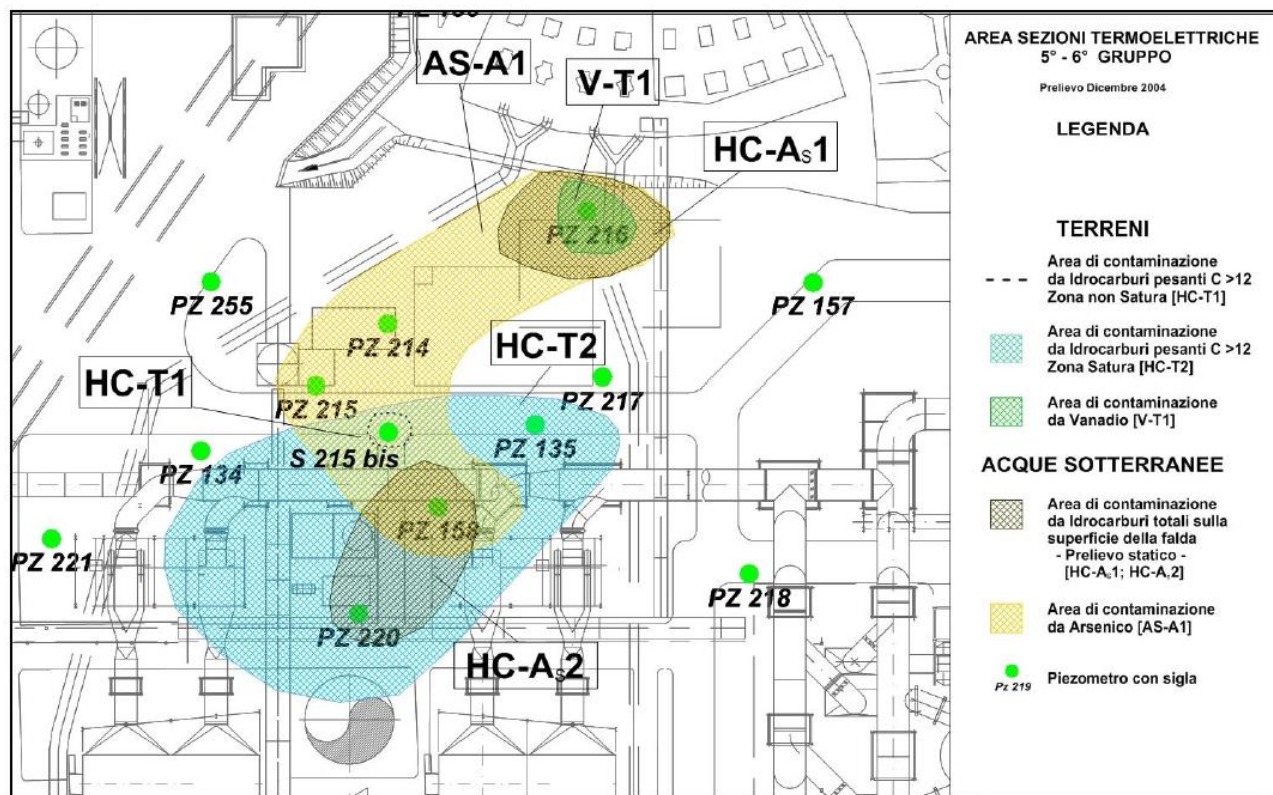 AS-A1
V-T1
HC-As1
PZ 216
PZ 255
PZ 157
PZ 214
HC-T2
HC-T1
PZ 215
PZ 217
S 215 bis
PZ 135
PZ 134
PZ 158
PZ 221
PZ 218
PZ 220
HC-As2
AREA SEZIONI TERMOELETTRICHE
5° - 6° GRUPPO
Prelievo Dicembre 2004
LEGENDA
TERRENI
Area di contaminazione
da Idrocarburi pesanti C >12
Zona non Satura [HC-T1]
Area di contaminazione
da Idrocarburi pesanti C >12
Zona Satura [HC-T2]
Area di contaminazione
da Vanadio [V-T1]
ACQUE SOTTERRANEE
Area di contaminazione
da Idrocarburi totali sulla
superficie della falda
- Prelievo statico -
[HC-As1; HC-As2]
Area di contaminazione
da Arsenico [AS-A1]
Piezometro con sigla
Pz 219